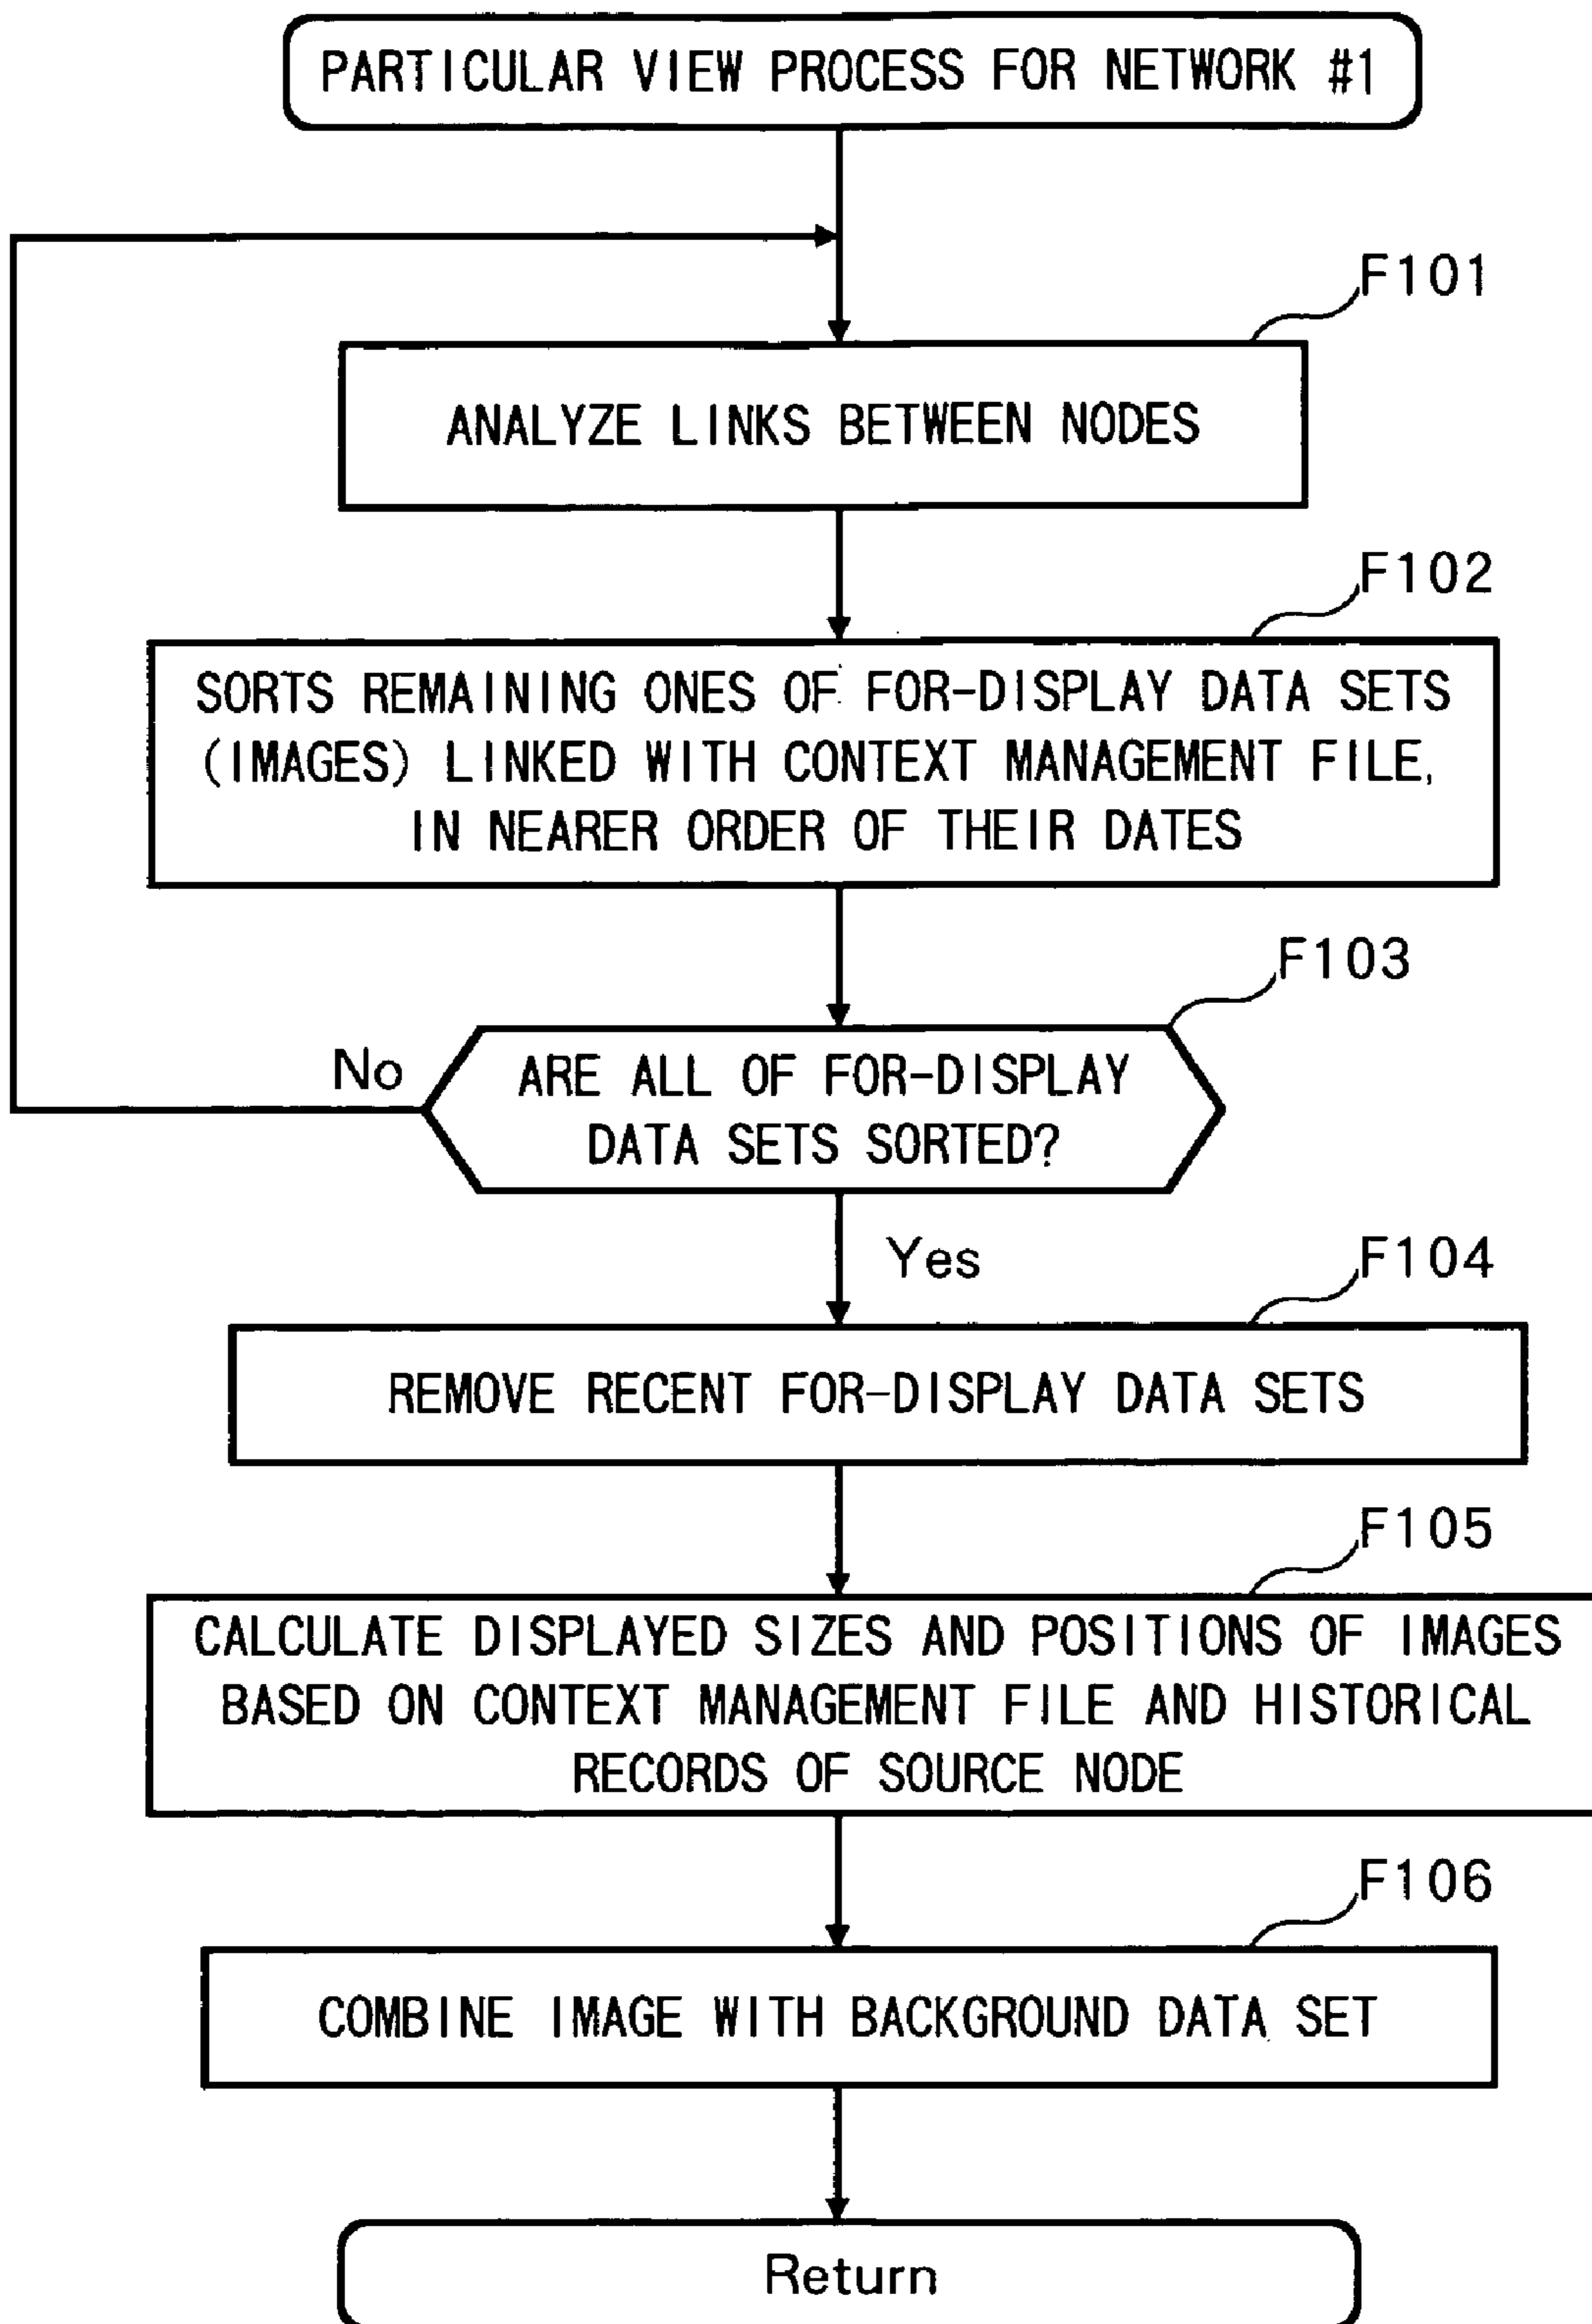 PARTICULAR VIEW PROCESS FOR NETWORK #1
F101
ANALYZE LINKS BETWEEN NODES
F102
SORTS REMAINING ONES OF FOR-DISPLAY DATA SETS
(IMAGES) LINKED WITH CONTEXT MANAGEMENT FILE,
IN NEARER ORDER OF THEIR DATES
F103
No
ARE ALL OF FOR-DISPLAY
DATA SETS SORTED?
Yes
F104
REMOVE RECENT FOR-DISPLAY DATA SETS
F105
CALCULATE DISPLAYED SIZES AND POSITIONS OF IMAGES
BASED ON CONTEXT MANAGEMENT FILE AND HISTORICAL
RECORDS OF SOURCE NODE
F106
COMBINE IMAGE WITH BACKGROUND DATA SET
Return